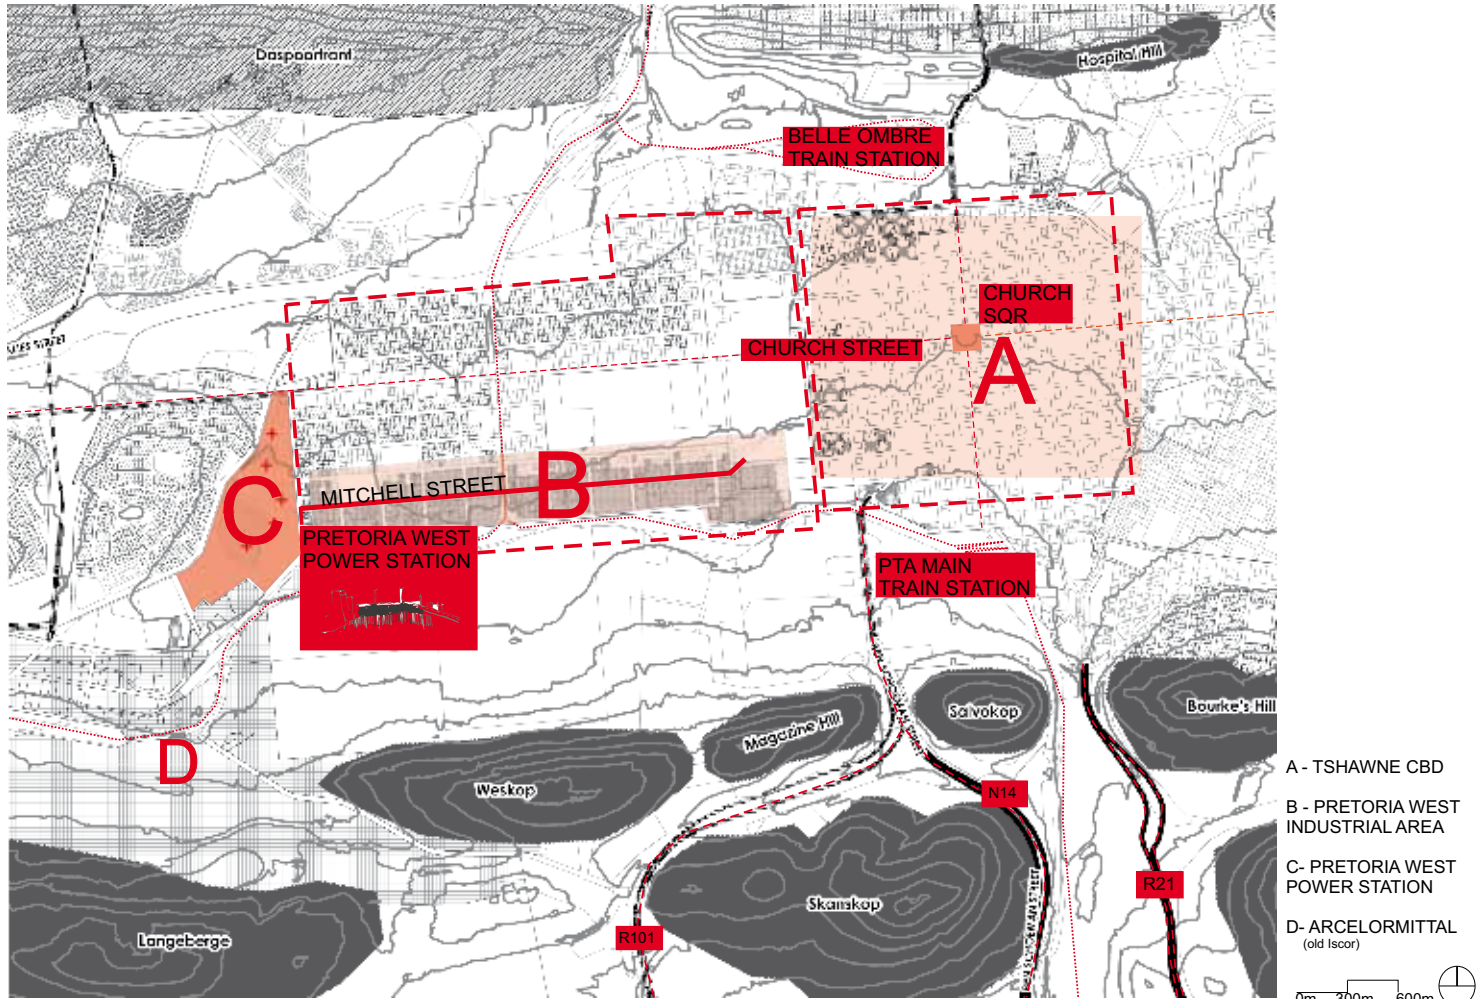 Daspoortrant
Hospital Hill
BELLE OMBRE
TRAIN STATION
CHURCH
SQR
CHURCH STREET
A
B
MITCHELL STREET
C
PRETORIA WEST
POWER STATION
PTA MAIN
TRAIN STATION
D
Salvokop
Bourke's Hill
Magazine Hill
Weskop
N14
R21
Skanskop
R101
Langeberge
A - TSHAWNE CBD
B - PRETORIA WEST
INDUSTRIAL AREA
C- PRETORIA WEST
POWER STATION
D- ARCELORMITTAL
(old Iscor)
0m 300m 600m